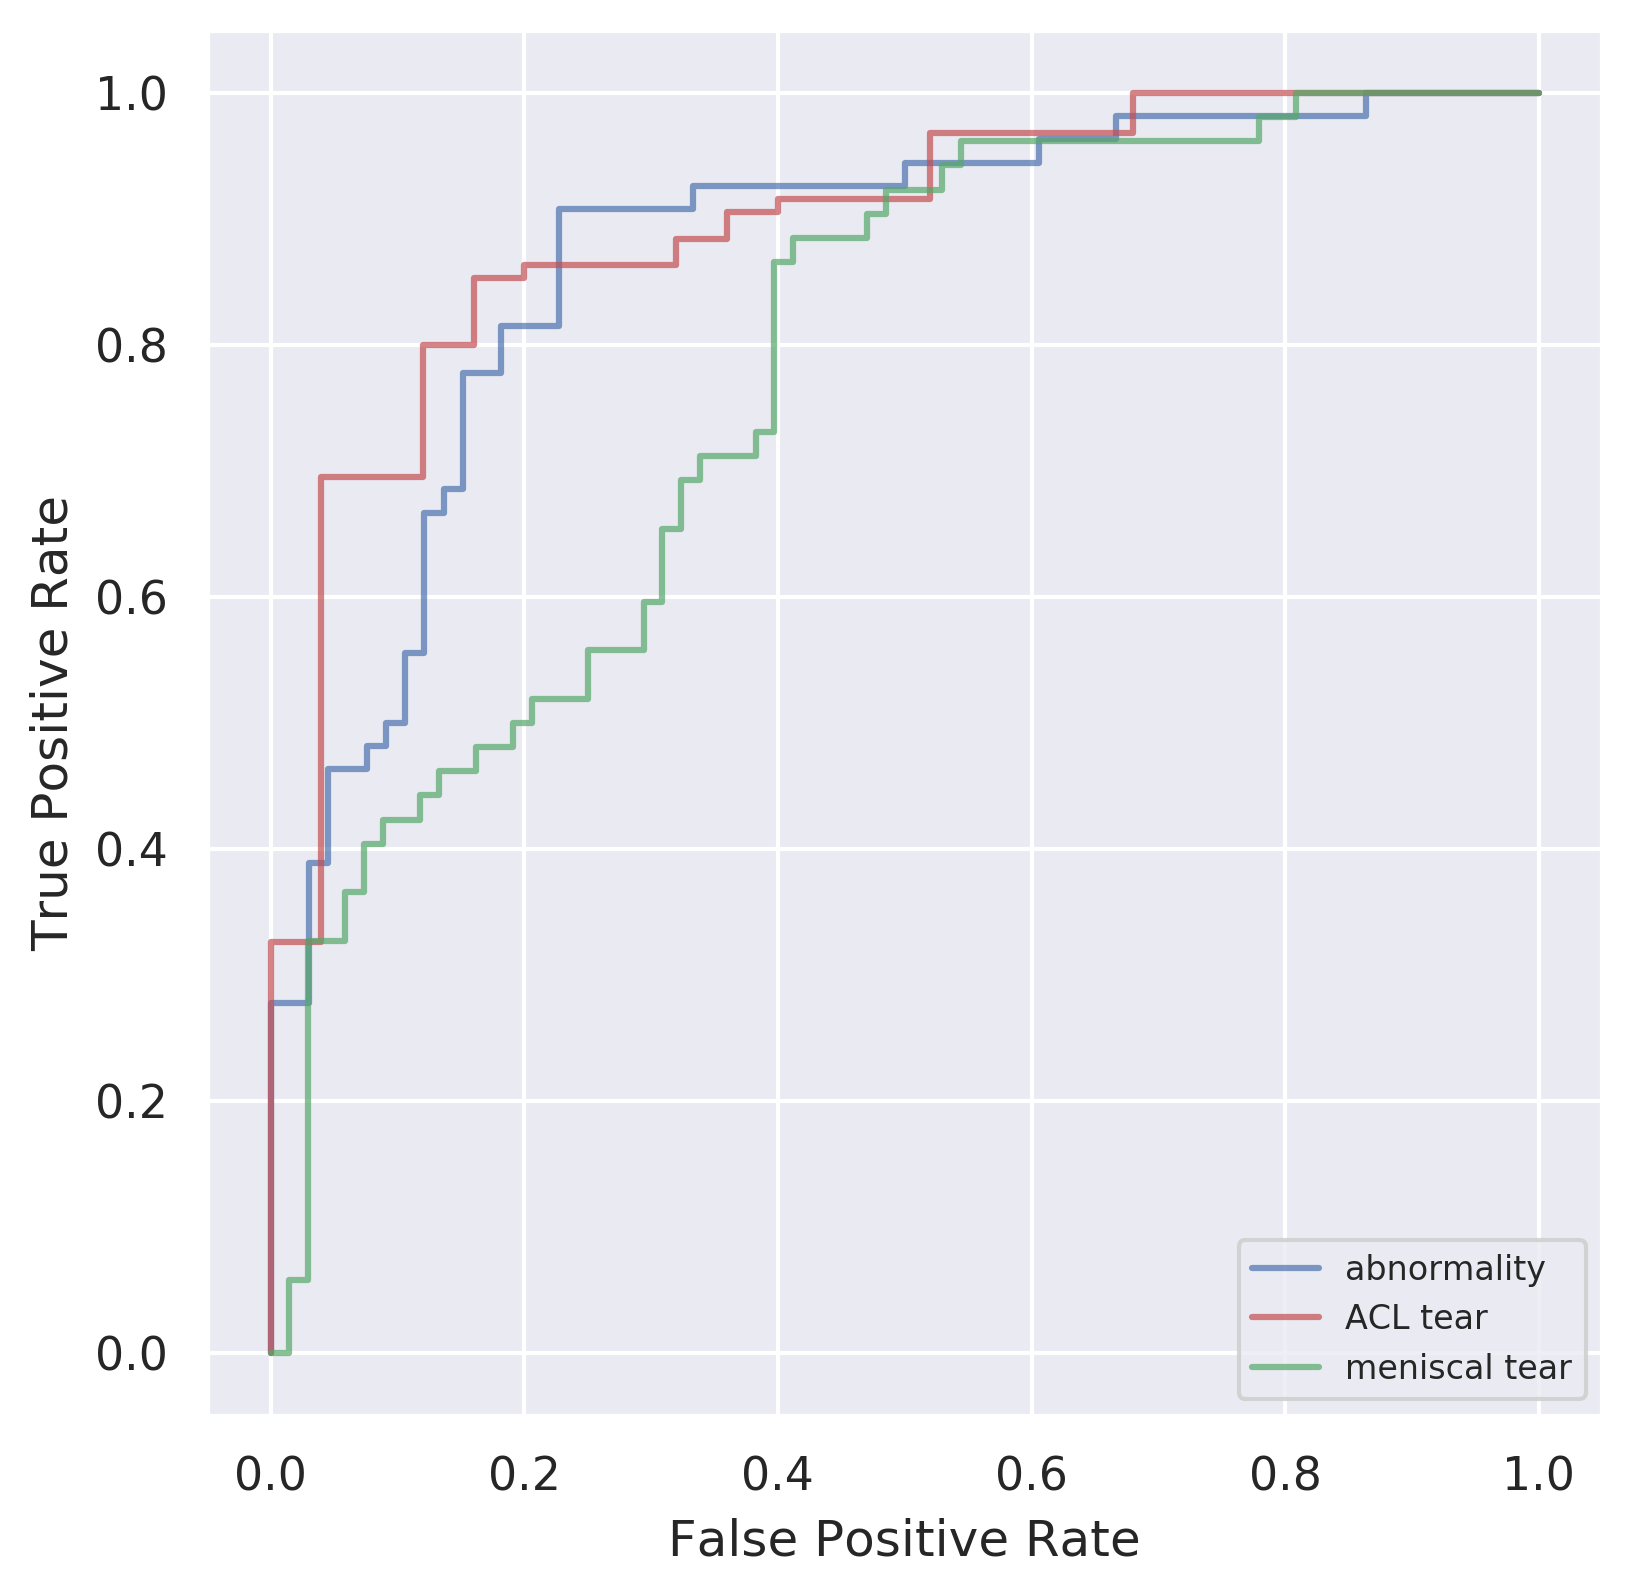 1.0
0.8
0.6
0.4
0.2
0.0
True Positive Rate
abnormality
ACL tear
meniscal tear
0.0 0.2 0.4 0.6 0.8 1.0
False Positive Rate